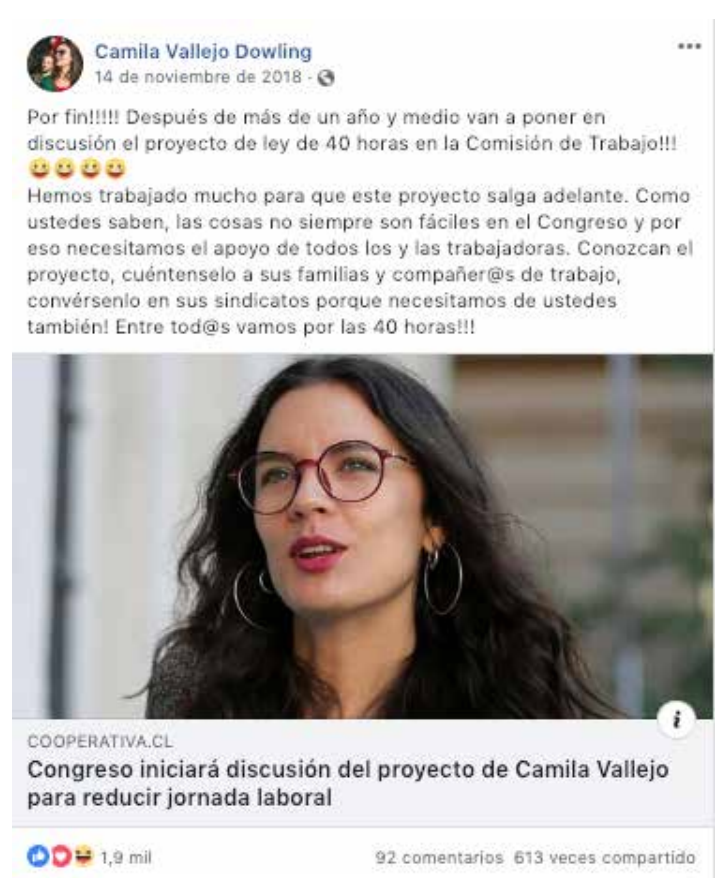 Camila Vallejo Dowling
14 de noviembre de 2018 ·
Por fin!!!!! Después de más de un año y medio van a poner en
discusión el proyecto de ley de 40 horas en la Comisión de Trabajo!!!
😀😀😀😀
Hemos trabajado mucho para que este proyecto salga adelante. Como
ustedes saben, las cosas no siempre son fáciles en el Congreso y por
eso necesitamos el apoyo de todos los y las trabajadoras. Conozcan el
proyecto, cuéntenselo a sus familias y compañer@s de trabajo,
convérsenlo en sus sindicatos porque necesitamos de ustedes
también! Entre tod@s vamos por las 40 horas!!!
i
COOPERATIVA.CL
Congreso iniciará discusión del proyecto de Camila Vallejo
para reducir jornada laboral
1,9 mil 92 comentarios 613 veces compartido